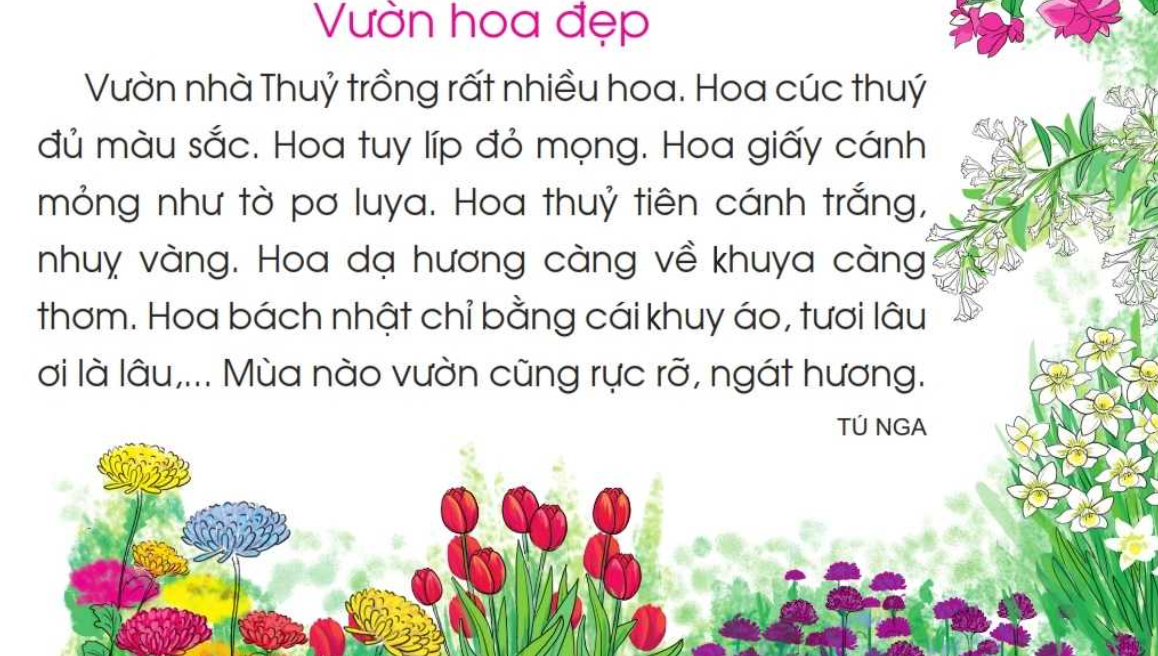 Vườn hoa đẹp
Vườn nhà Thuỷ trồng rất nhiều hoa. Hoa cúc thuý
đủ màu sắc. Hoa tuy líp đỏ mọng. Hoa giấy cánh
mỏng như tờ pơ luya. Hoa thuỷ tiên cánh trắng,
nhuỵ vàng. Hoa dạ hương càng về khuya càng
thơm. Hoa bách nhật chỉ bằng cái khuy áo, tươi lâu
ơi là lâu,... Mùa nào vườn cũng rực rỡ, ngát hương.
TÚ NGA